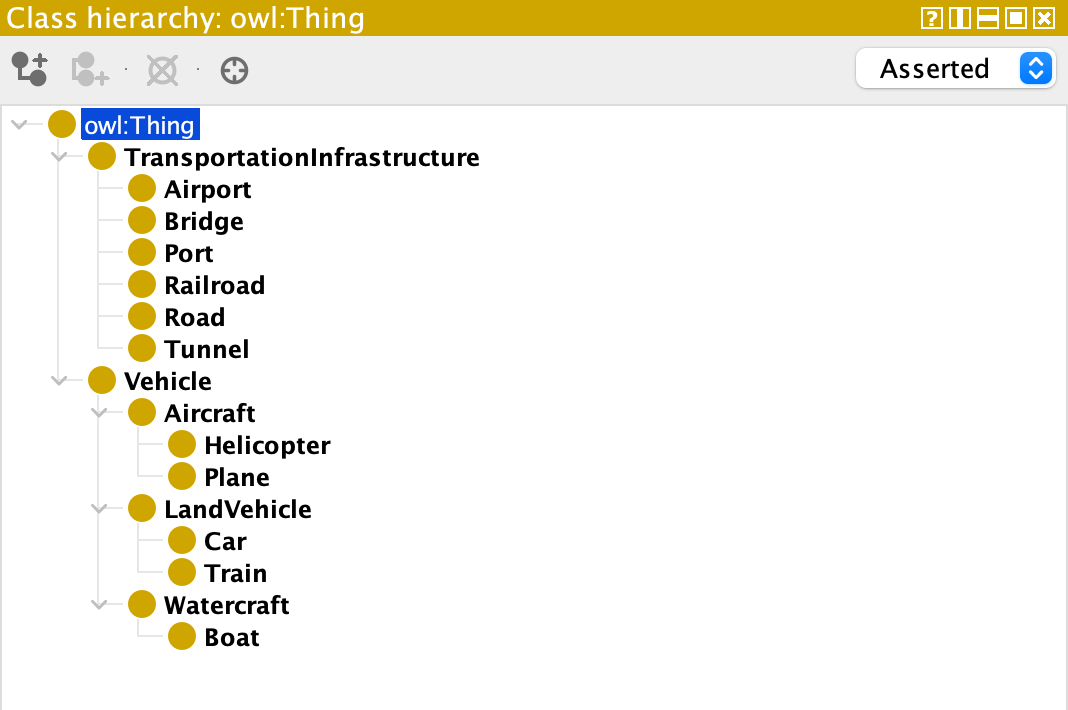 Class hierarchy: owl:Thing
Asserted
owl:Thing
TransportationInfrastructure
Airport
Bridge
Port
Railroad
Road
Tunnel
Vehicle
Aircraft
Helicopter
Plane
LandVehicle
Car
Train
Watercraft
Boat